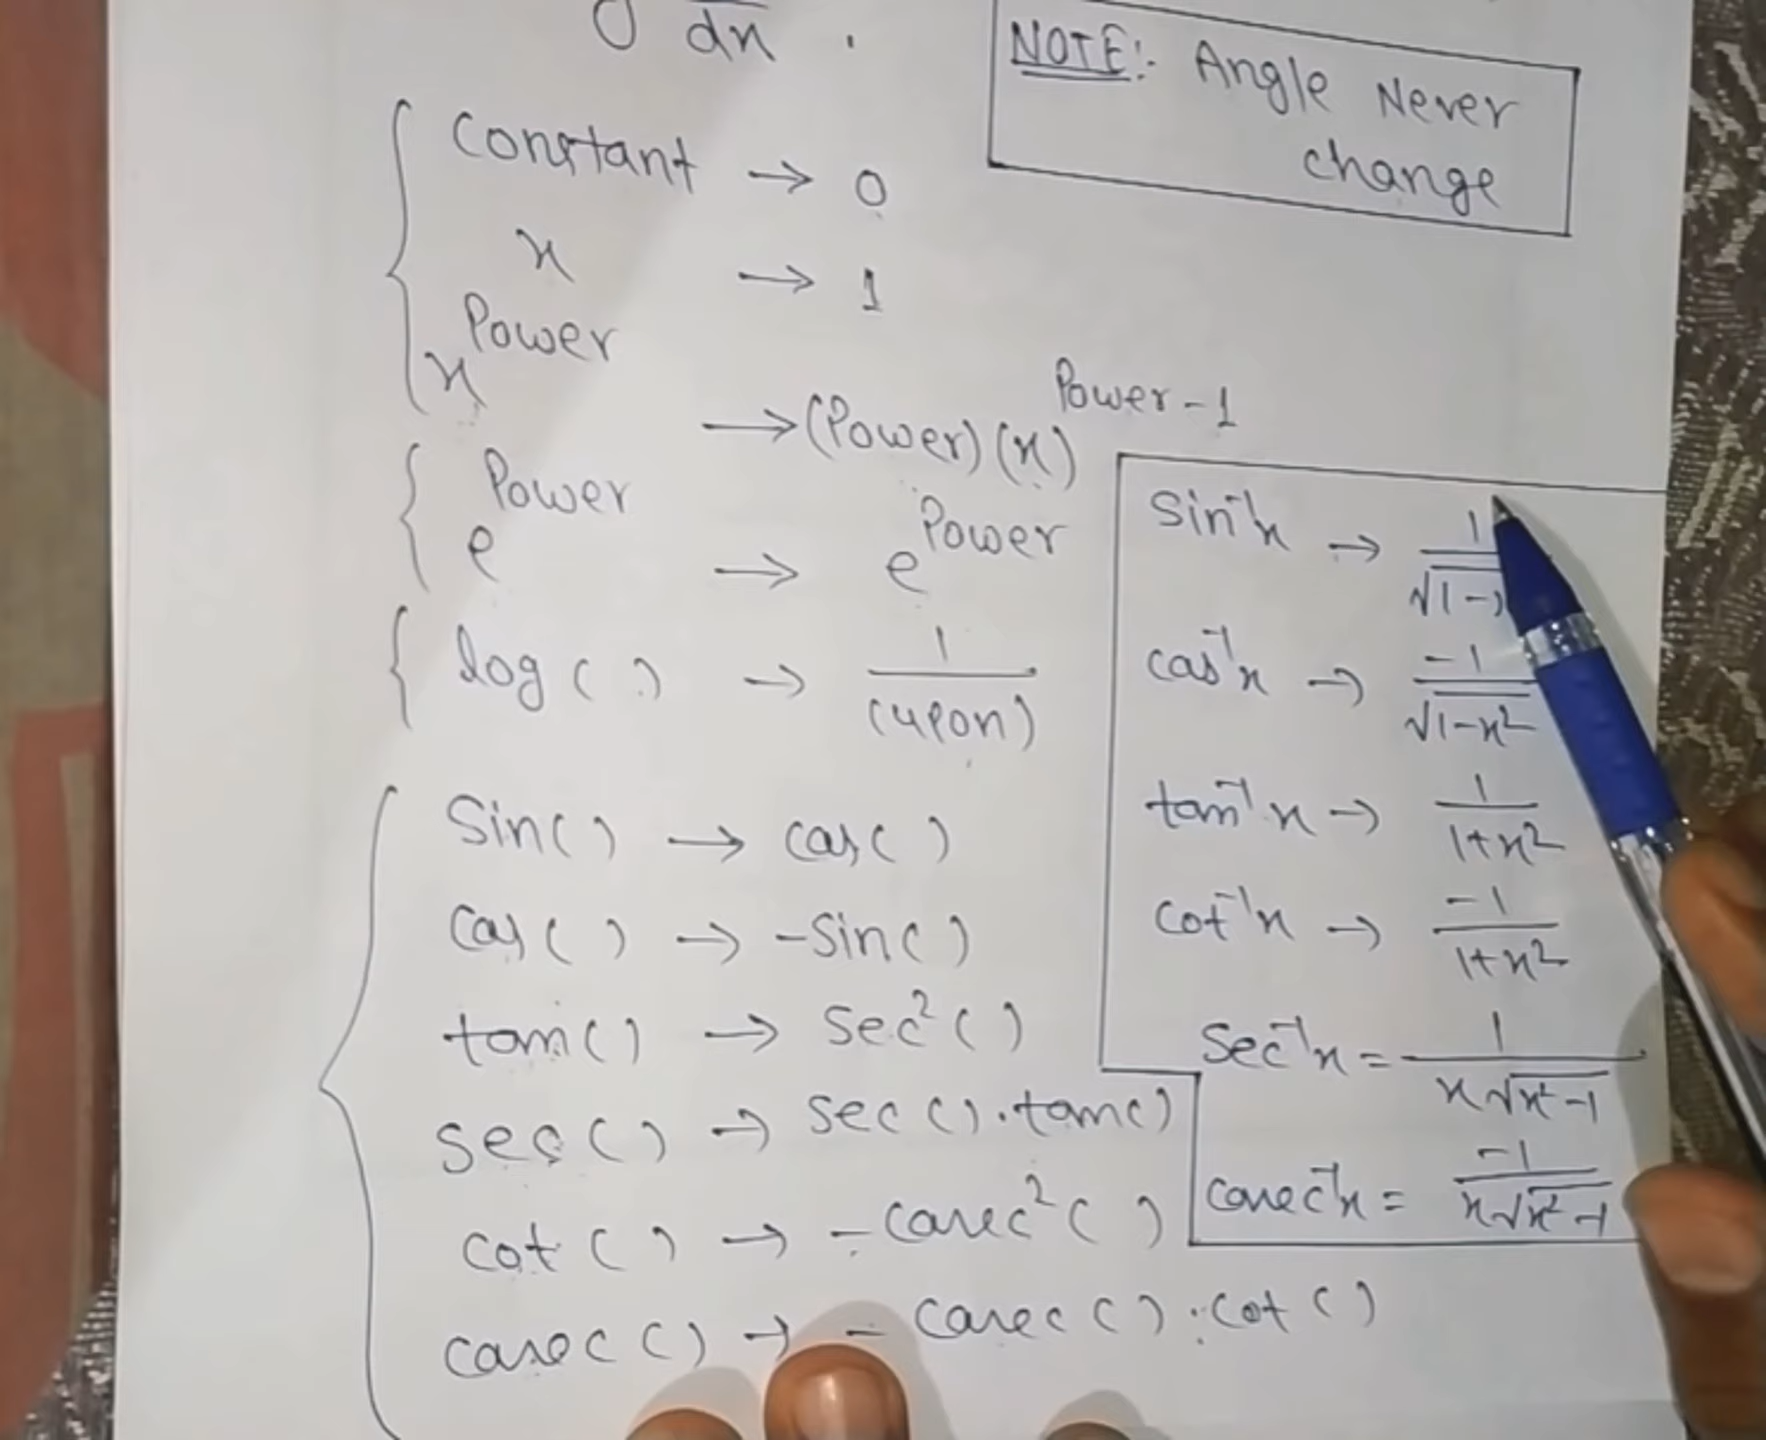 dx .
NOTE:- Angle Never
change
Constant → 0
x → 1
x^Power → (Power)(x)^Power-1
e^Power → e^Power
log ( ) → 1/(upon)
Sin( ) → cos( )
Cos( ) → -Sin( )
tan( ) → Sec²( )
sec( ) → Sec( ).tan( )
cot ( ) → -Cosec²( )
cosec ( ) → - Cosec ( ).cot ( )
Sin⁻¹x → 1/√1-
cos⁻¹x → -1/√1-x²
tan⁻¹x → 1/1+x²
cot⁻¹x → -1/1+x²
Sec⁻¹x = 1/x√x²-1
cosec⁻¹x = -1/x√x²-1